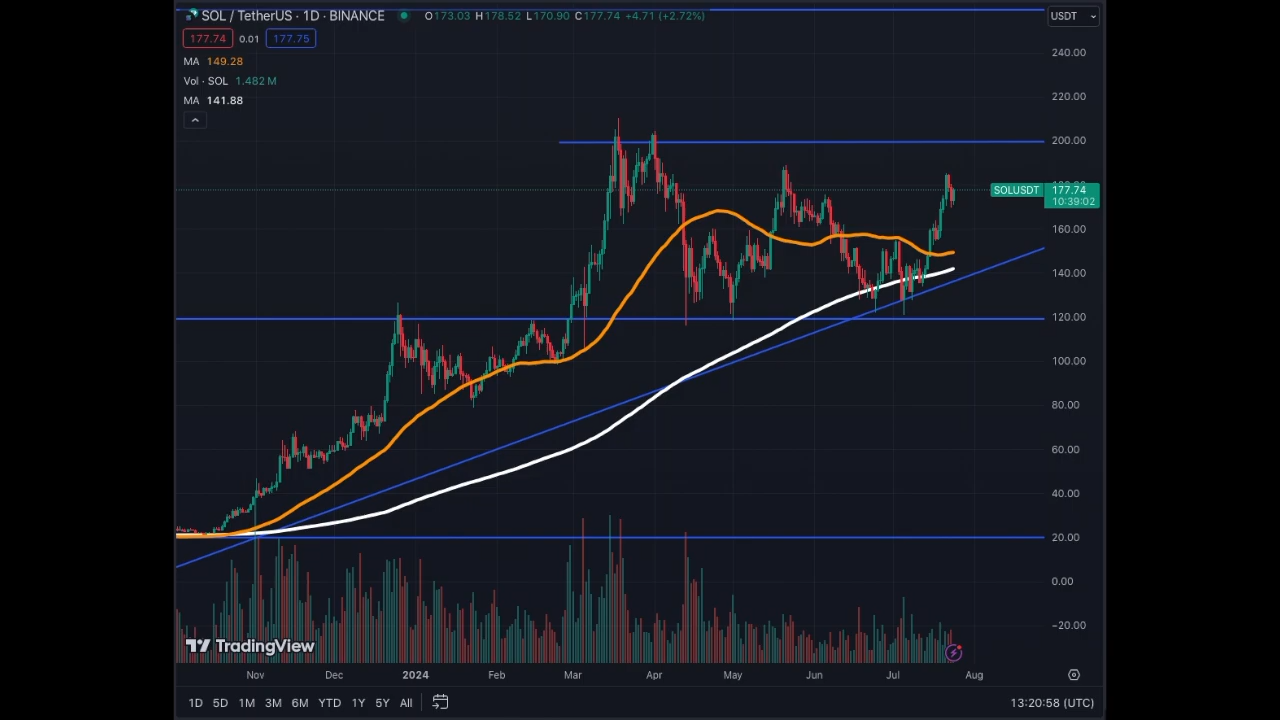 SOL / TetherUS · 1D · BINANCE O173.03 H178.52 L170.90 C177.74 +4.71 (+2.72%)
USDT
177.74 0.01 177.75
MA 149.28
Vol · SOL 1.482 M
MA 141.88
240.00
220.00
200.00
SOLUSDT 177.74
10:39:02
160.00
140.00
120.00
100.00
80.00
60.00
40.00
20.00
0.00
−20.00
TradingView
Nov Dec 2024 Feb Mar Apr May Jun Jul Aug
1D 5D 1M 3M 6M YTD 1Y 5Y All 13:20:58 (UTC)